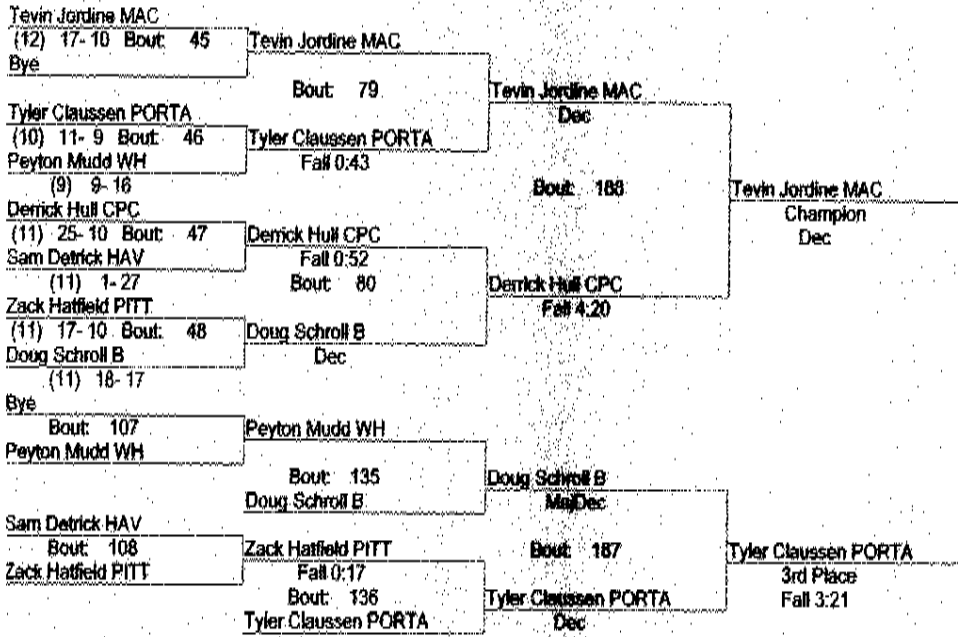 Tevin Jordine MAC
(12) 17-10 Bout: 45
Bye
Tevin Jordine MAC
Bout: 79
Tyler Claussen PORTA
(10) 11-9 Bout: 46
Peyton Mudd WH
(9) 9-16
Tyler Claussen PORTA
Fall 0:43
Tevin Jordine MAC
Dec
Derrick Hull CPC
(11) 25-10 Bout: 47
Sam Detrick HAV
(11) 1-27
Derrick Hull CPC
Fall 0:52
Bout: 80
Zack Hatfield PITT
(11) 17-10 Bout: 48
Doug Schroll B
(11) 18-17
Doug Schroll B
Dec
Derrick Hull CPC
Fall 4:20
Bout: 188
Tevin Jordine MAC
Champion
Dec
Bye
Bout: 107
Peyton Mudd WH
Peyton Mudd WH
Bout: 135
Doug Schroll B
Doug Schroll B
MajDec
Sam Detrick HAV
Bout: 108
Zack Hatfield PITT
Zack Hatfield PITT
Fall 0:17
Bout: 136
Tyler Claussen PORTA
Tyler Claussen PORTA
Dec
Bout: 187
Tyler Claussen PORTA
3rd Place
Fall 3:21